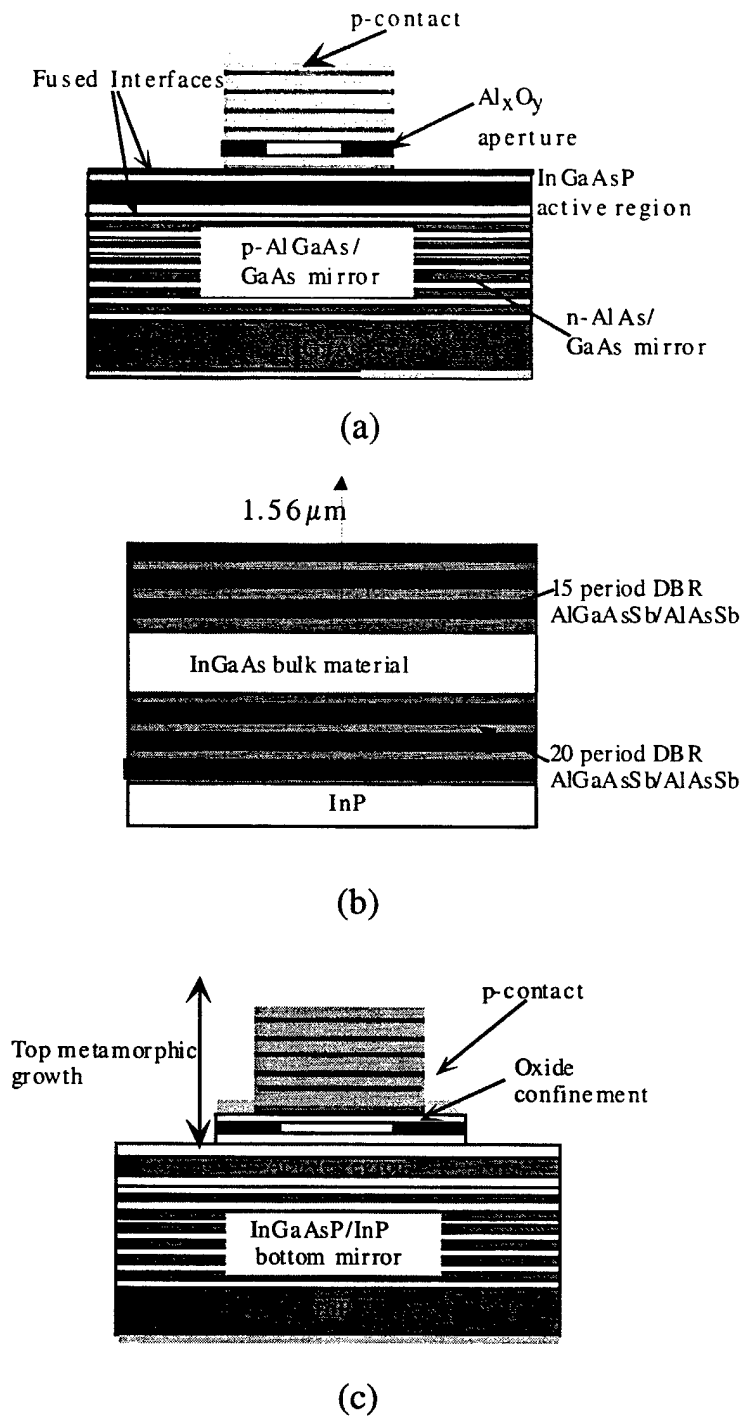 p-contact
Fused Interfaces
AlxOy
aperture
InGaAsP
active region
p-AlGaAs/
GaAs mirror
n-AlAs/
GaAs mirror
(a)
1.56 μm
15 period DBR
AlGaAsSb/AlAsSb
InGaAs bulk material
20 period DBR
AlGaAsSb/AlAsSb
InP
(b)
p-contact
Top metamorphic
growth
Oxide
confinement
InGaAsP/InP
bottom mirror
(c)